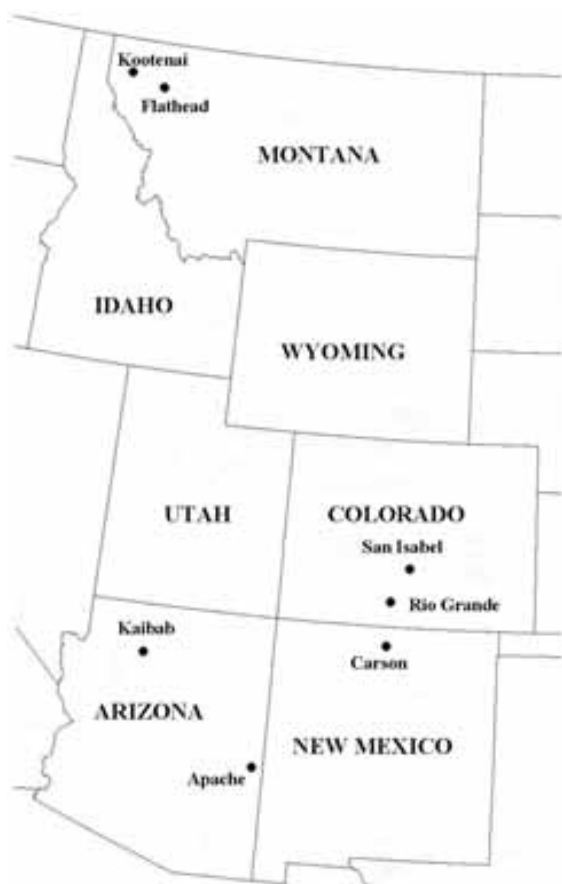 Kootenai
Flathead
MONTANA
IDAHO
WYOMING
UTAH
COLORADO
San Isabel
Rio Grande
Kaibab
Carson
ARIZONA
NEW MEXICO
Apache